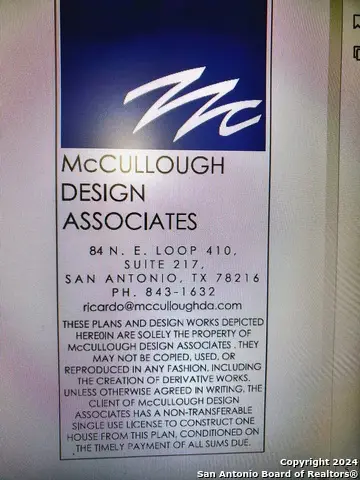 Mc
McCULLOUGH
DESIGN
ASSOCIATES
84 N. E. LOOP 410,
SUITE 217,
SAN ANTONIO, TX 78216
PH. 843-1632
ricardo@mcculloughda.com
THESE PLANS AND DESIGN WORKS DEPICTED
HEREOIN ARE SOLELY THE PROPERTY OF
McCULLOUGH DESIGN ASSOCIATES . THEY
MAY NOT BE COPIED, USED, OR
REPRODUCED IN ANY FASHION, INCLUDING
THE CREATION OF DERIVATIVE WORKS.
UNLESS OTHERWISE AGREED IN WRITING, THE
CLIENT OF McCULLOUGH DESIGN
ASSOCIATES HAS A NON-TRANSFERABLE
SINGLE USE LICENSE TO CONSTRUCT ONE
HOUSE FROM THIS PLAN, CONDITIONED ON
THE TIMELY PAYMENT OF ALL SUMS DUE.
Copyright 2024
San Antonio Board of Realtors®